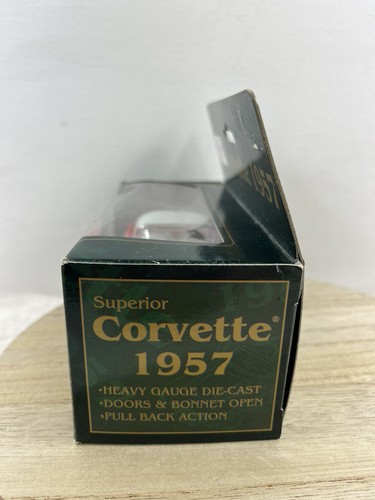 1957
Superior
Corvette®
1957
•HEAVY GAUGE DIE-CAST
•DOORS & BONNET OPEN
•PULL BACK ACTION